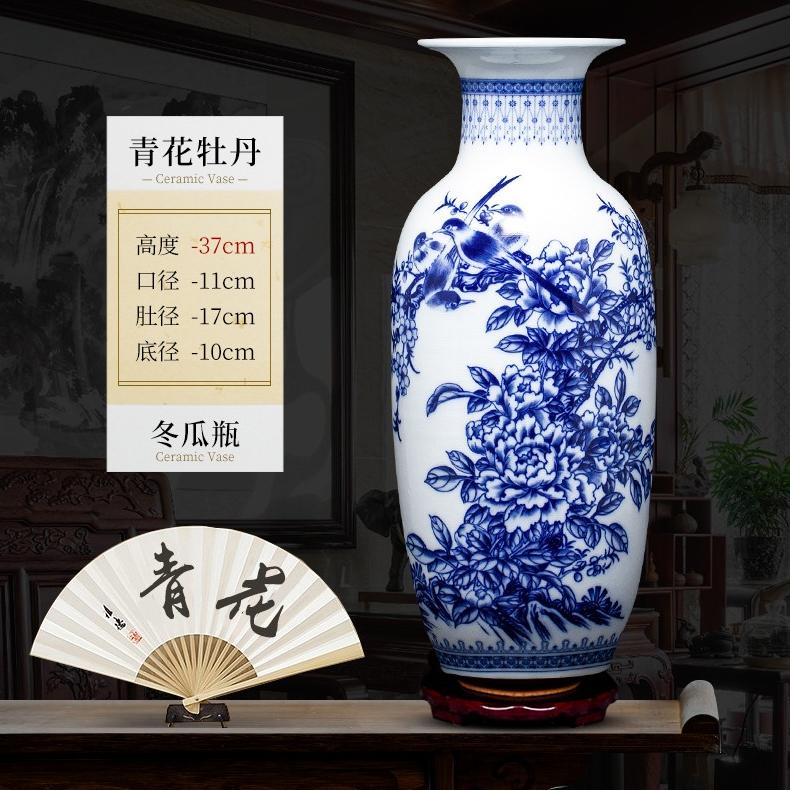 青花牡丹
Ceramic Vase
高度 -37cm
口径 -11cm
肚径 -17cm
底径 -10cm
冬瓜瓶
Ceramic Vase
青花